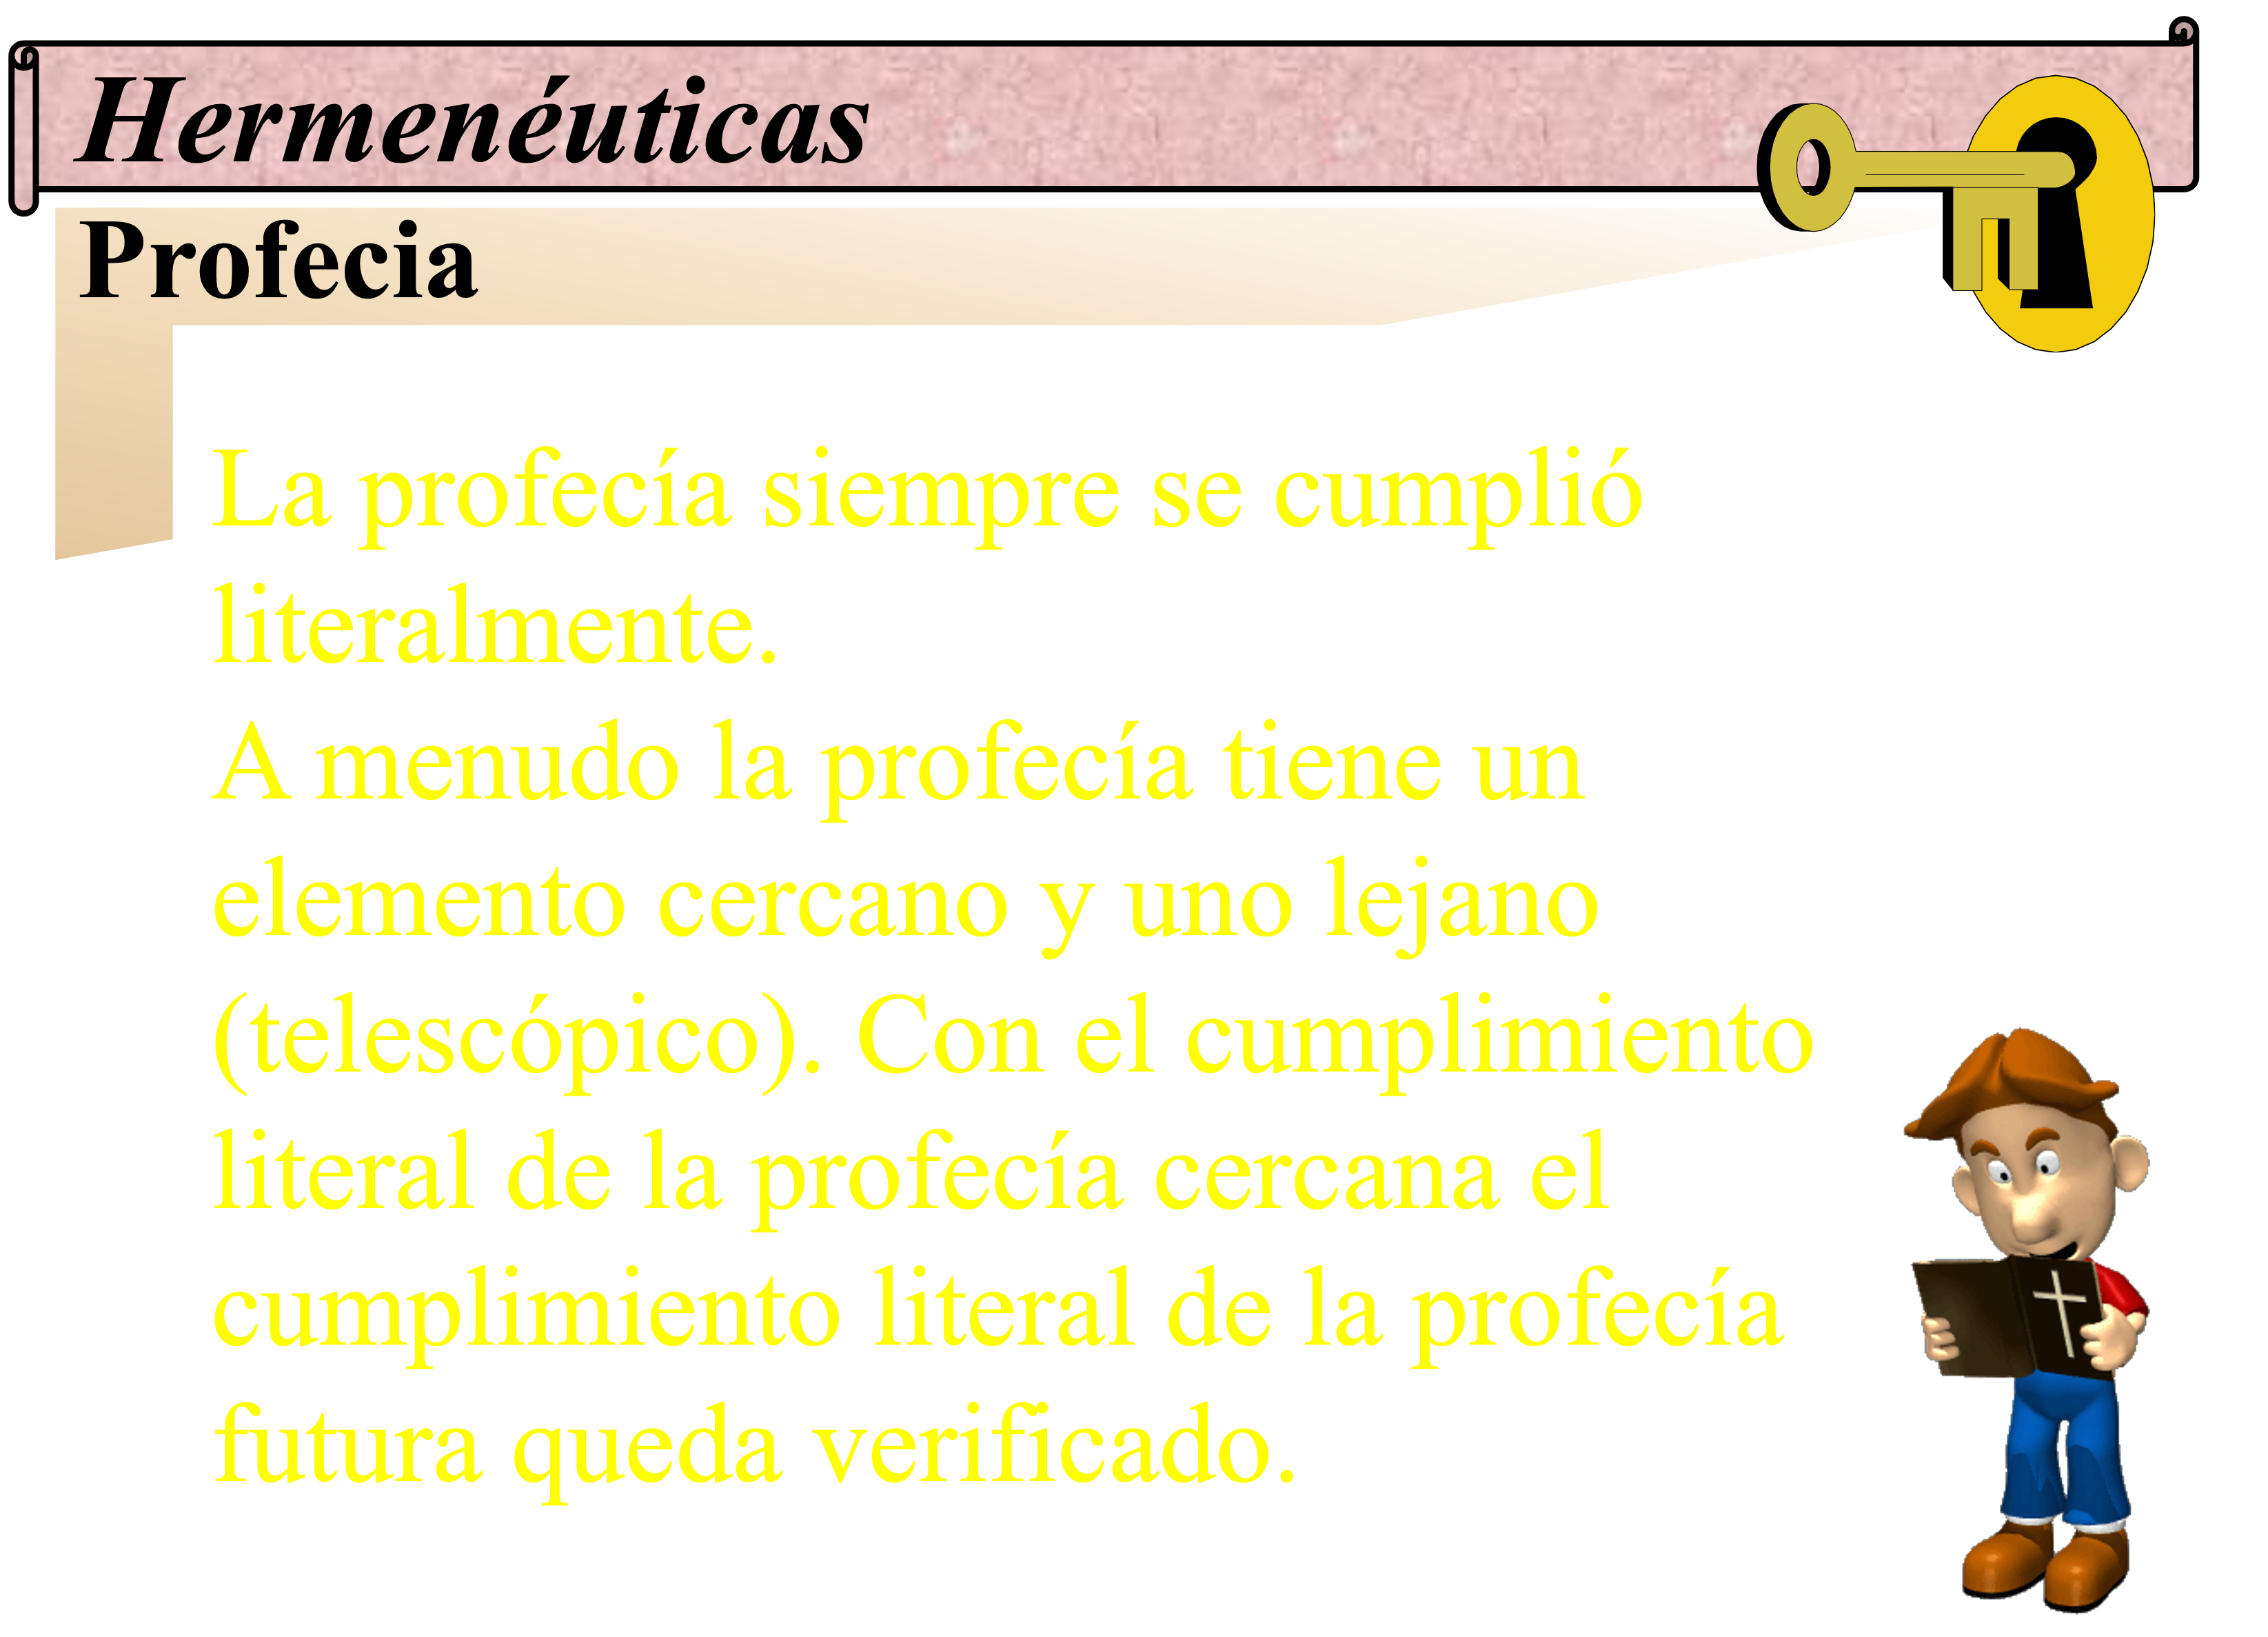 Hermenéuticas
Profecia
La profecía siempre se cumplió
literalmente.
A menudo la profecía tiene un
elemento cercano y uno lejano
(telescópico). Con el cumplimiento
literal de la profecía cercana el
cumplimiento literal de la profecía
futura queda verificado.